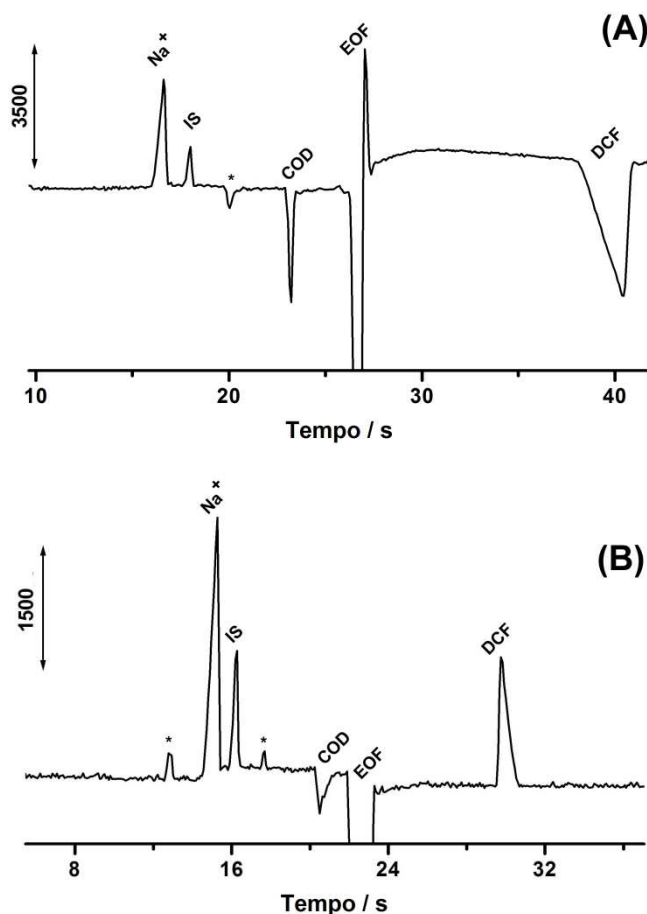 (A)
3500
Na+
IS
*
COD
EOF
DCF
10 20 30 40
Tempo / s
(B)
1500
*
Na+
IS
*
COD
EOF
DCF
8 16 24 32
Tempo / s